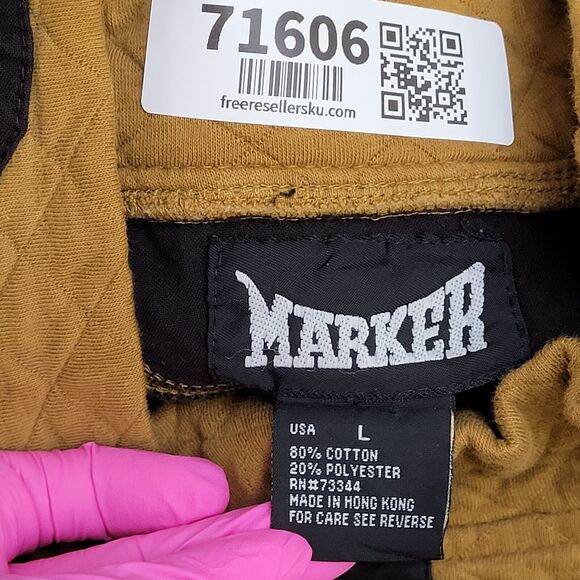 71606
freeresellersku.com
MARKER
USA L
80% COTTON
20% POLYESTER
RN#73344
MADE IN HONG KONG
FOR CARE SEE REVERSE